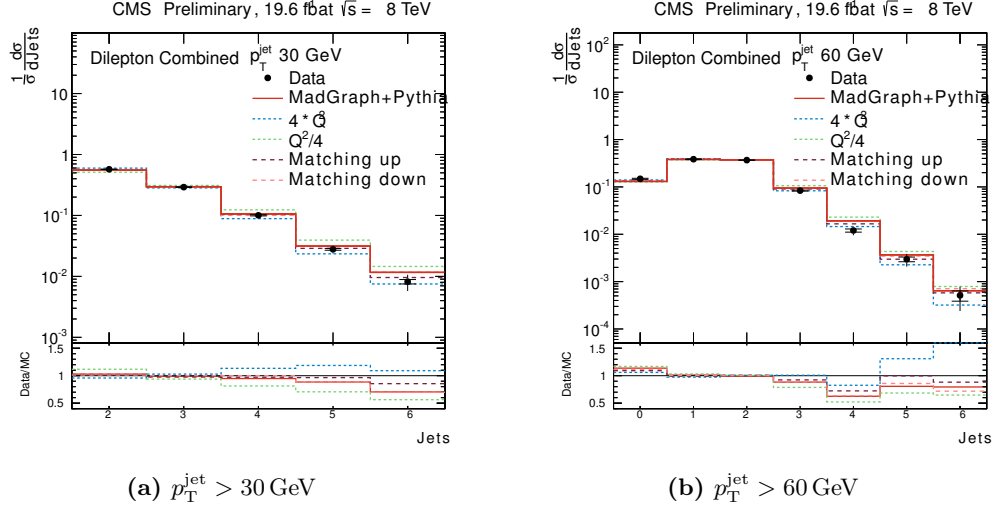 CMS Preliminary, 19.6 fb⁻¹ at √s = 8 TeV
1/σ dσ/dJets
Dilepton Combined p_T^jet 30 GeV
Data
MadGraph+Pythia
4 * Q²
Q²/4
Matching up
Matching down
10
1
10⁻¹
10⁻²
10⁻³
Data/MC
1.5
1
0.5
2 3 4 5 6
Jets
(a) p_T^jet > 30 GeV
CMS Preliminary, 19.6 fb⁻¹ at √s = 8 TeV
1/σ dσ/dJets
Dilepton Combined p_T^jet 60 GeV
Data
MadGraph+Pythia
4 * Q²
Q²/4
Matching up
Matching down
10²
10
1
10⁻¹
10⁻²
10⁻³
10⁻⁴
Data/MC
1.5
1
0.5
0 1 2 3 4 5 6
Jets
(b) p_T^jet > 60 GeV